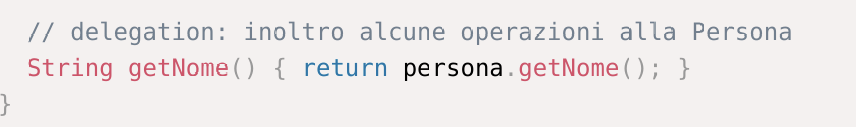 // delegation: inoltro alcune operazioni alla Persona
String getNome() { return persona.getNome(); }
}